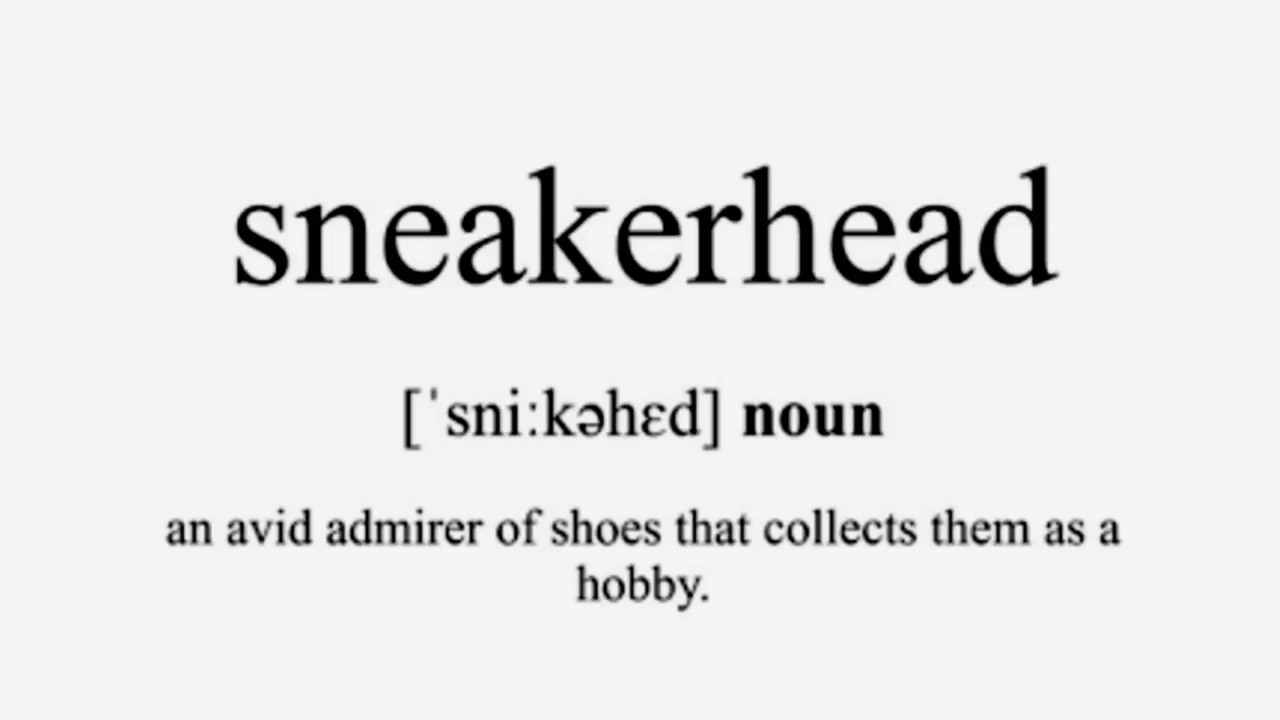 sneakerhead
[ˈsniːkəhɛd] noun
an avid admirer of shoes that collects them as a
hobby.